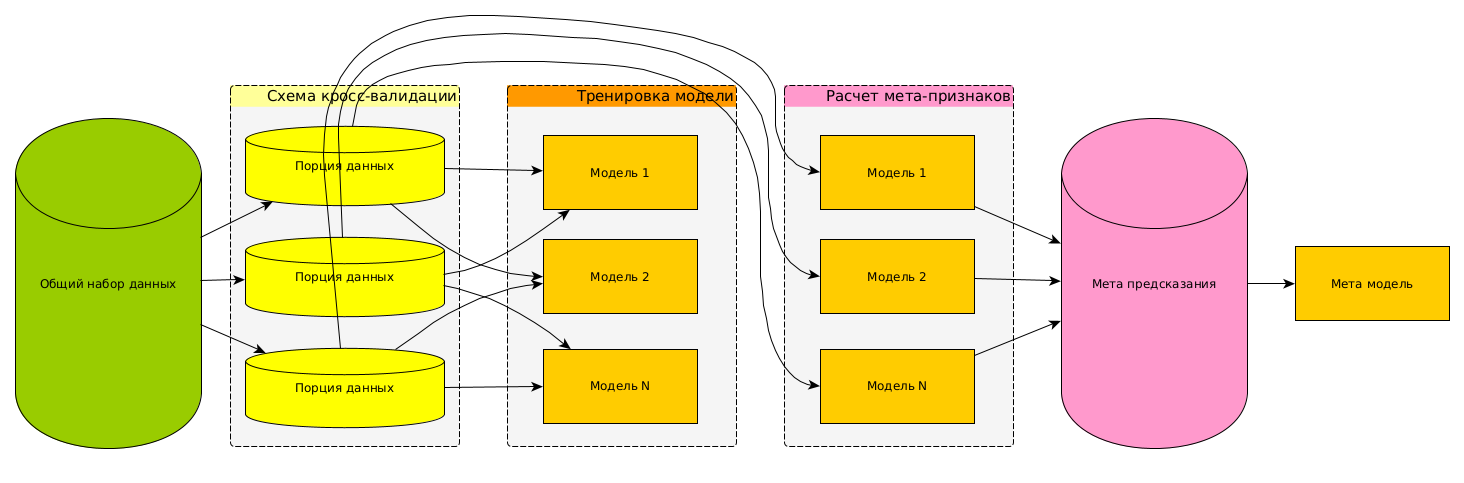 Схема кросс-валидации
Тренировка модели
Расчет мета-признаков
Общий набор данных
Порция данных
Порция данных
Порция данных
Модель 1
Модель 2
Модель N
Модель 1
Модель 2
Модель N
Мета предсказания
Мета модель